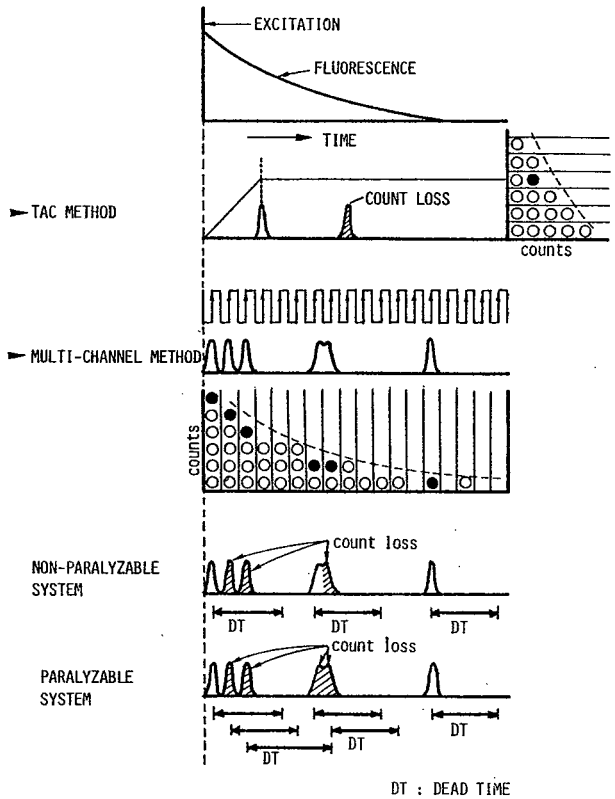 EXCITATION
FLUORESCENCE
TIME
TAC METHOD
COUNT LOSS
counts
MULTI-CHANNEL METHOD
counts
NON-PARALYZABLE
SYSTEM
count loss
DT
DT
DT
PARALYZABLE
SYSTEM
count loss
DT
DT
DT
DT : DEAD TIME